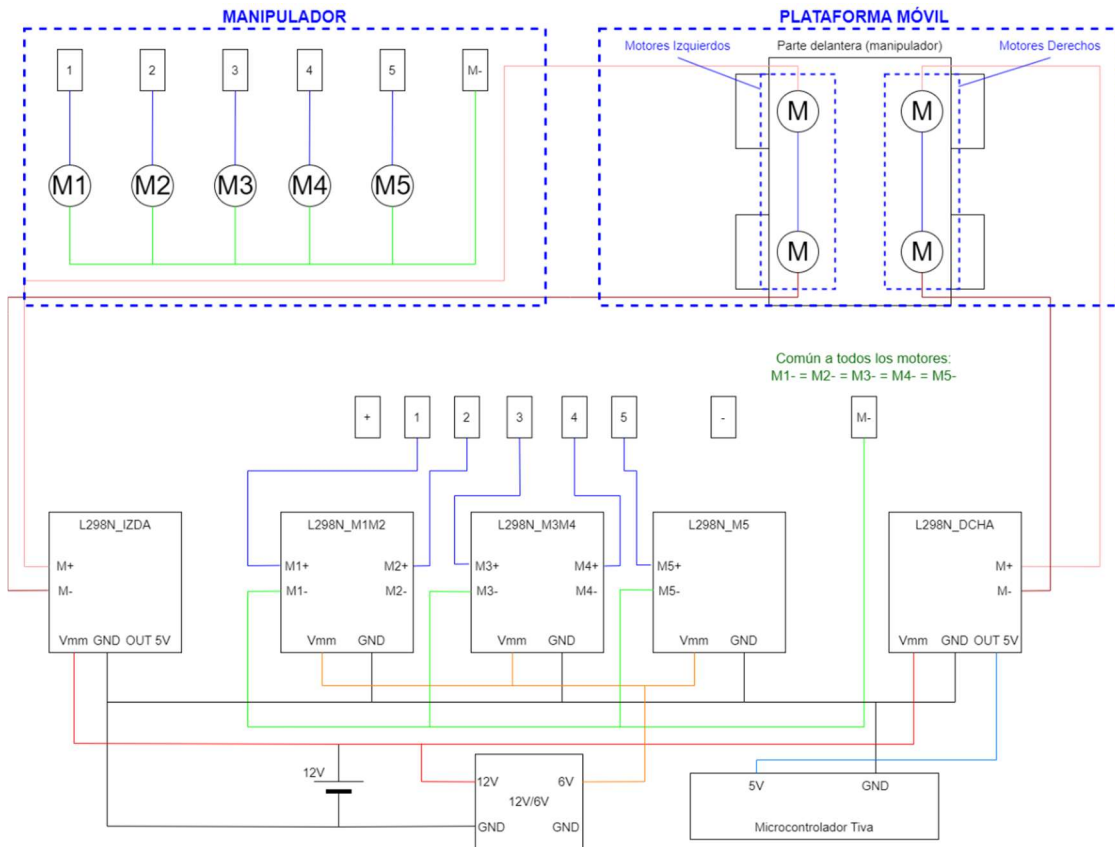 MANIPULADOR
PLATAFORMA MÓVIL
1
2
3
4
5
M-
Motores Izquierdos
Parte delantera (manipulador)
Motores Derechos
M
M
M1
M2
M3
M4
M5
M
M
Común a todos los motores:
M1- = M2- = M3- = M4- = M5-
+
1
2
3
4
5
-
M-
L298N_IZDA
M+
M-
Vmm GND OUT 5V
L298N_M1M2
M1+ M2+
M1- M2-
Vmm GND
L298N_M3M4
M3+ M4+
M3- M4-
Vmm GND
L298N_M5
M5+
M5-
Vmm GND
L298N_DCHA
M+
M-
Vmm GND OUT 5V
12V
12V 6V
12V/6V
GND GND
5V GND
Microcontrolador Tiva